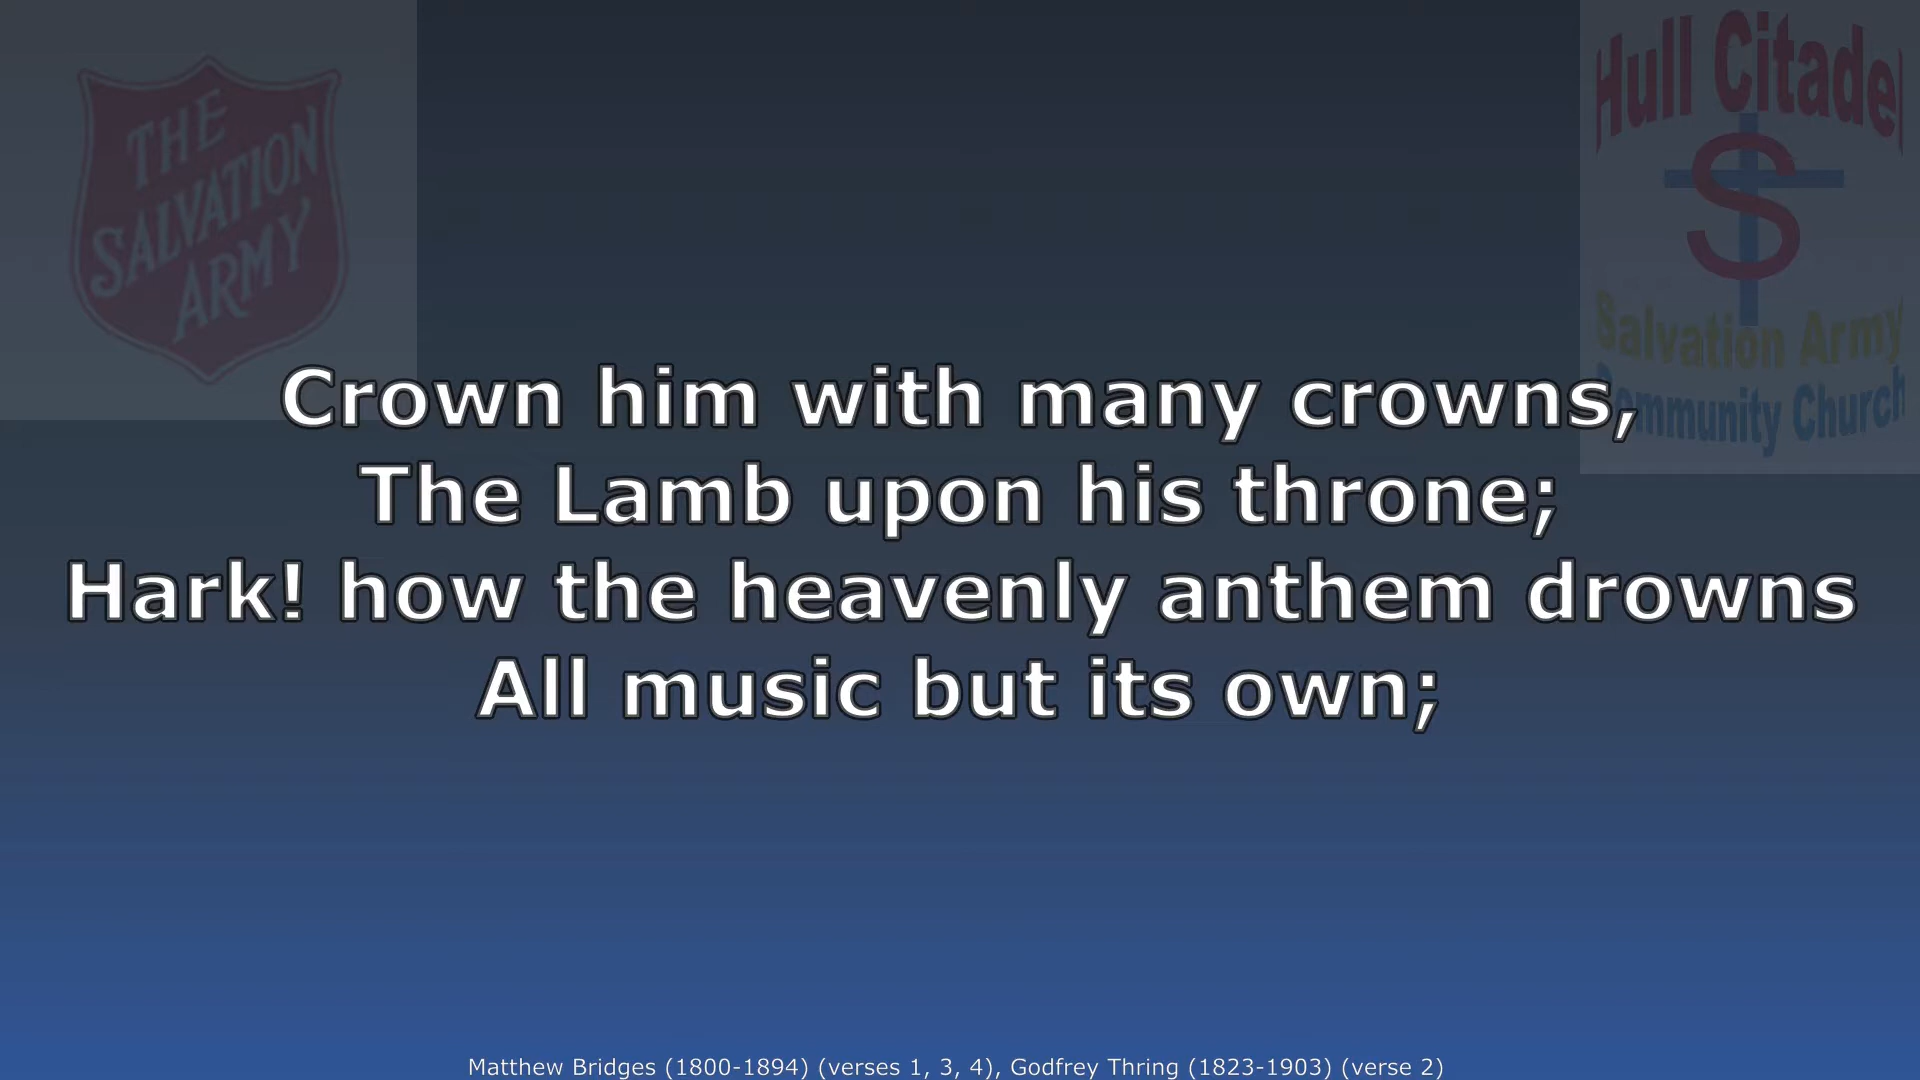 THE
SALVATION
ARMY
Hull Citadel
S
Salvation Army
Community Church
Crown him with many crowns,
The Lamb upon his throne;
Hark! how the heavenly anthem drowns
All music but its own;
Matthew Bridges (1800-1894) (verses 1, 3, 4), Godfrey Thring (1823-1903) (verse 2)